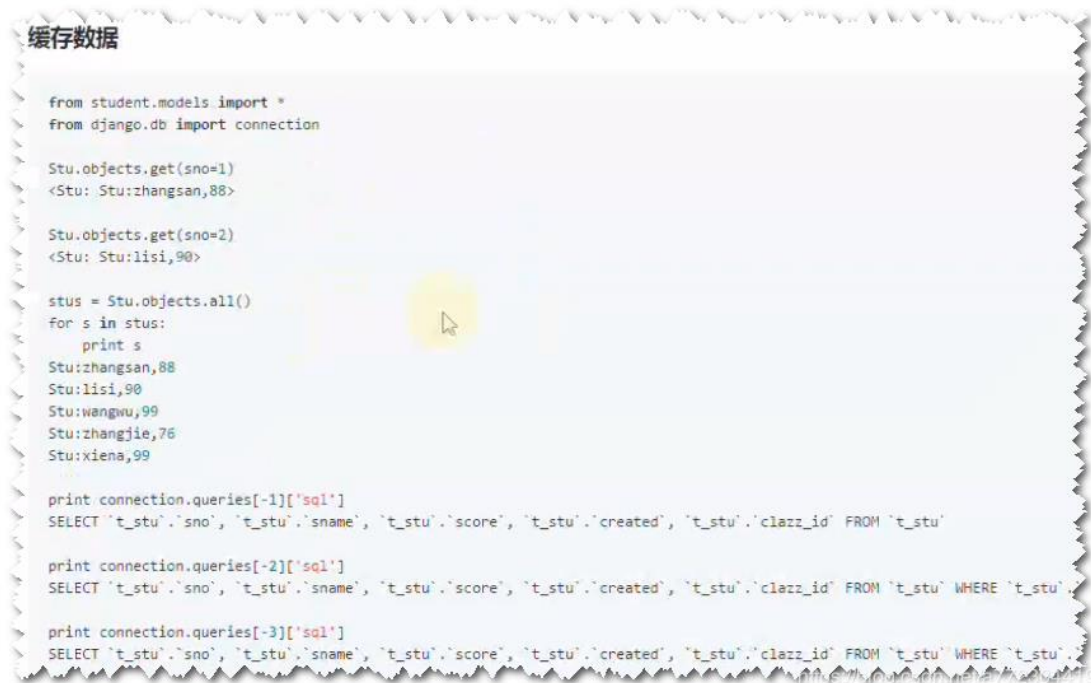 缓存数据
from student.models import *
from django.db import connection
Stu.objects.get(sno=1)
<Stu: Stu:zhangsan,88>
Stu.objects.get(sno=2)
<Stu: Stu:lisi,90>
stus = Stu.objects.all()
for s in stus:
    print s
Stu:zhangsan,88
Stu:lisi,90
Stu:wangwu,99
Stu:zhangjie,76
Stu:xiena,99
print connection.queries[-1]['sql']
SELECT `t_stu`.`sno`, `t_stu`.`sname`, `t_stu`.`score`, `t_stu`.`created`, `t_stu`.`clazz_id` FROM `t_stu`
print connection.queries[-2]['sql']
SELECT `t_stu`.`sno`, `t_stu`.`sname`, `t_stu`.`score`, `t_stu`.`created`, `t_stu`.`clazz_id` FROM `t_stu` WHERE `t_stu`.
print connection.queries[-3]['sql']
SELECT `t_stu`.`sno`, `t_stu`.`sname`, `t_stu`.`score`, `t_stu`.`created`, `t_stu`.`clazz_id` FROM `t_stu` WHERE `t_stu`.